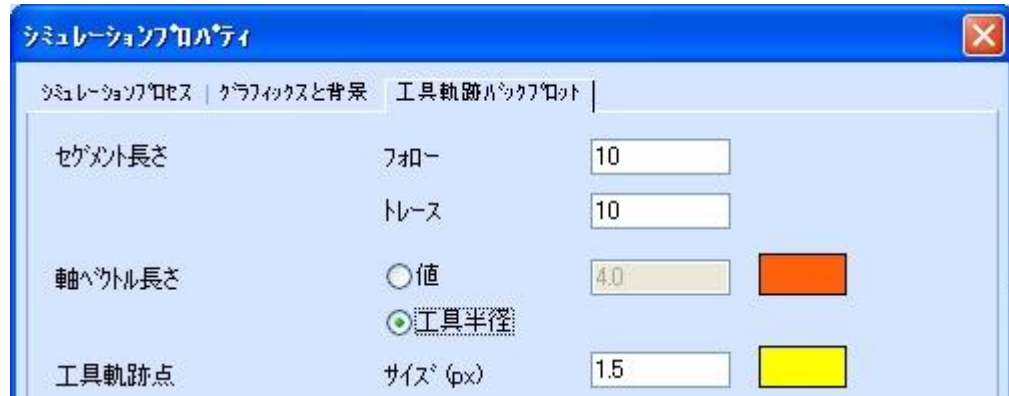 シミュレーションプロパティ
シミュレーションプロセス | グラフィックスと背景 工具軌跡バックプロット
セグメント長さ フォロー 10
トレース 10
軸ベクトル長さ 値 4.0
工具半径
工具軌跡点 サイズ (px) 1.5